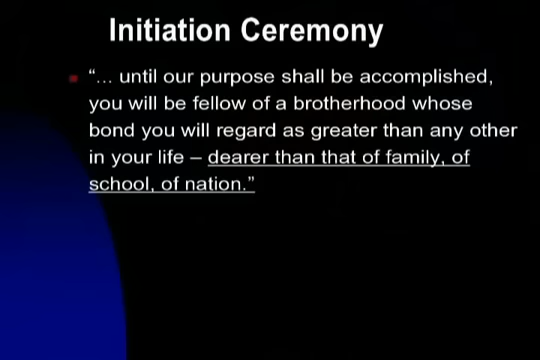 Initiation Ceremony
“… until our purpose shall be accomplished,
you will be fellow of a brotherhood whose
bond you will regard as greater than any other
in your life – dearer than that of family, of
school, of nation.”